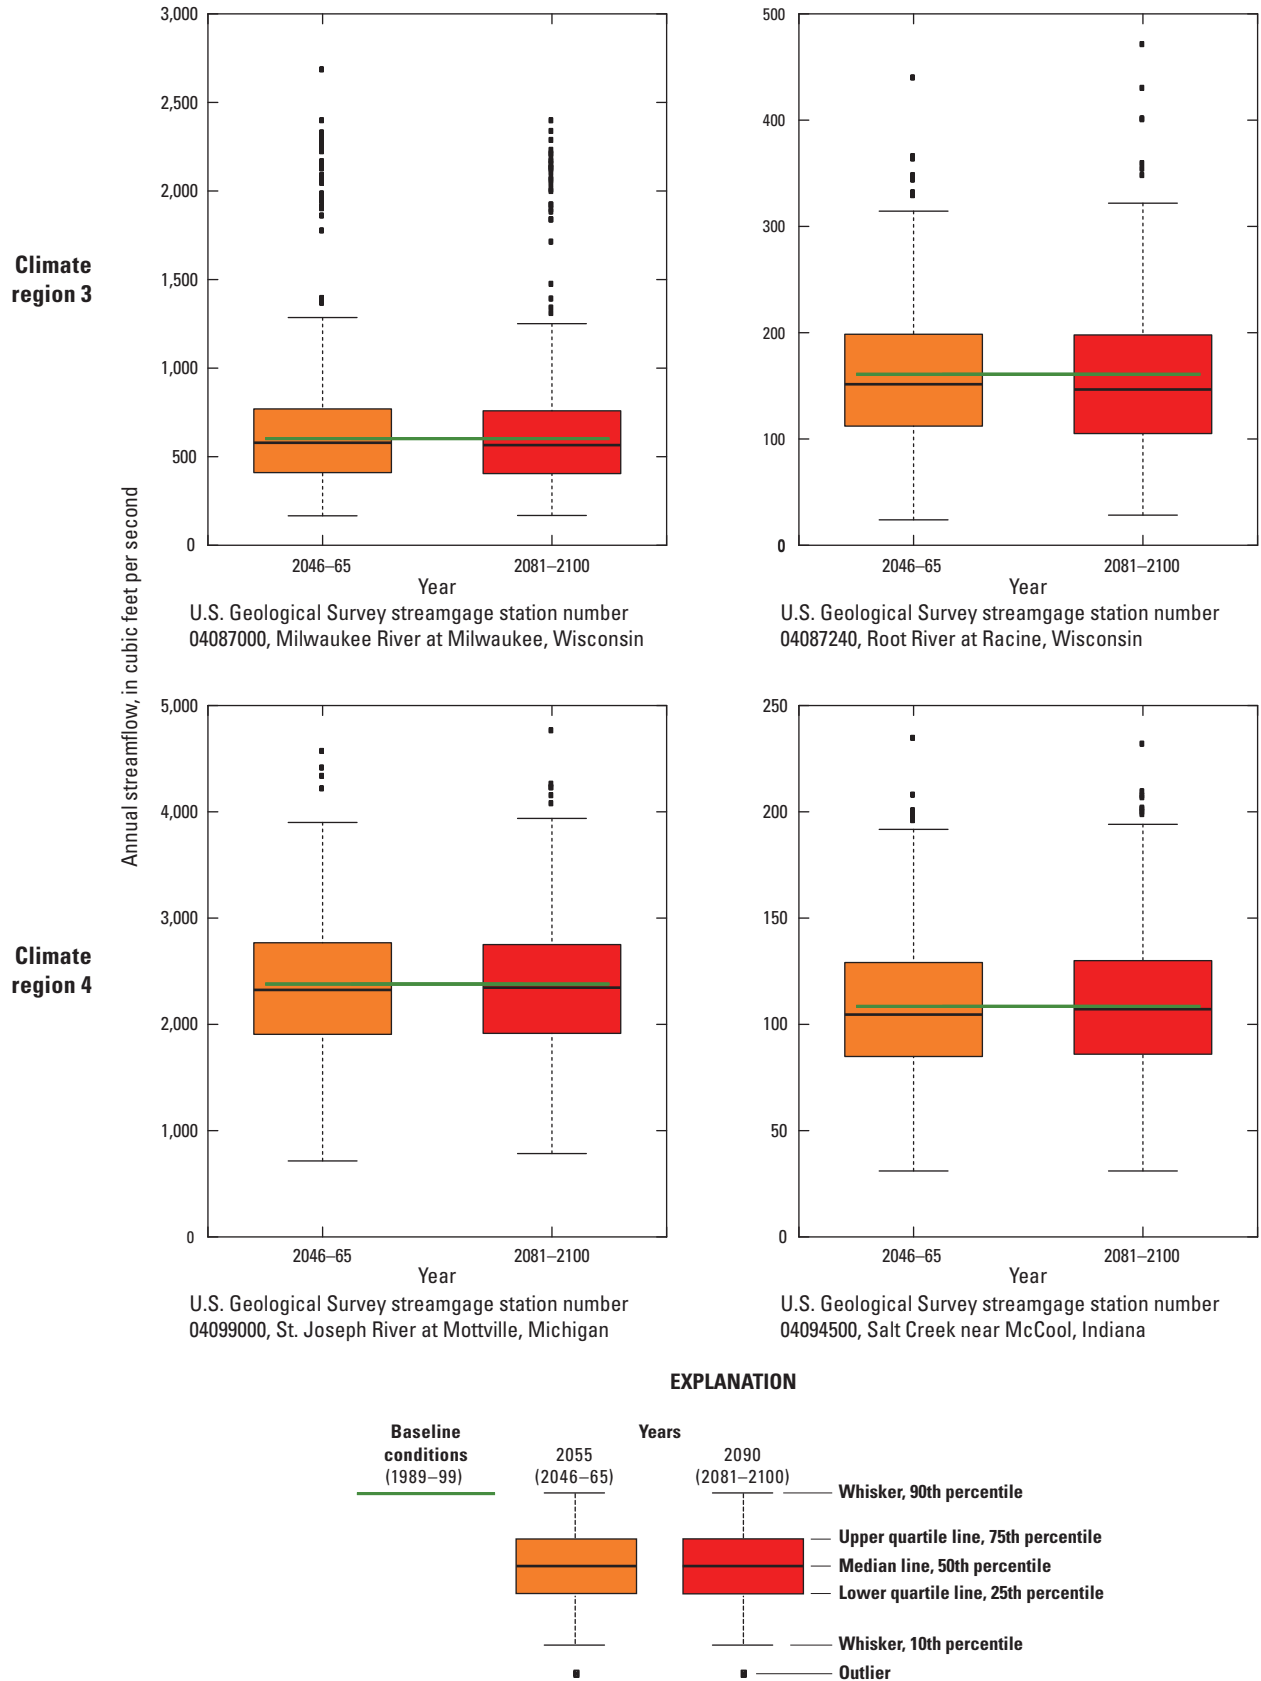 Climate
region 3
Annual streamflow, in cubic feet per second
3,000
2,500
2,000
1,500
1,000
500
0
2046–65
2081–2100
Year
U.S. Geological Survey streamgage station number
04087000, Milwaukee River at Milwaukee, Wisconsin
500
400
300
200
100
0
2046–65
2081–2100
Year
U.S. Geological Survey streamgage station number
04087240, Root River at Racine, Wisconsin
Climate
region 4
5,000
4,000
3,000
2,000
1,000
0
2046–65
2081–2100
Year
U.S. Geological Survey streamgage station number
04099000, St. Joseph River at Mottville, Michigan
250
200
150
100
50
0
2046–65
2081–2100
Year
U.S. Geological Survey streamgage station number
04094500, Salt Creek near McCool, Indiana
EXPLANATION
Baseline
conditions
(1989–99)
Years
2055
(2046–65)
2090
(2081–2100)
Whisker, 90th percentile
Upper quartile line, 75th percentile
Median line, 50th percentile
Lower quartile line, 25th percentile
Whisker, 10th percentile
Outlier